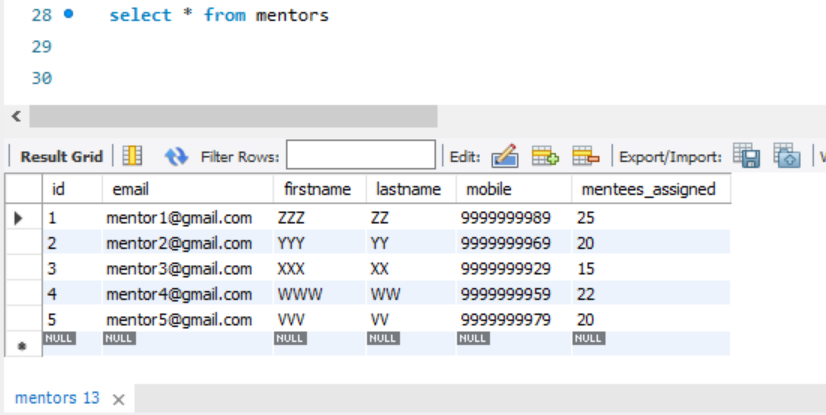 28 select * from mentors
29
30
Result Grid Filter Rows: Edit: Export/Import:
id email firstname lastname mobile mentees_assigned
1 mentor1@gmail.com ZZZ ZZ 9999999989 25
2 mentor2@gmail.com YYY YY 9999999969 20
3 mentor3@gmail.com XXX XX 9999999929 15
4 mentor4@gmail.com WWW WW 9999999959 22
5 mentor5@gmail.com VVV VV 9999999979 20
NULL NULL NULL NULL NULL NULL
mentors 13